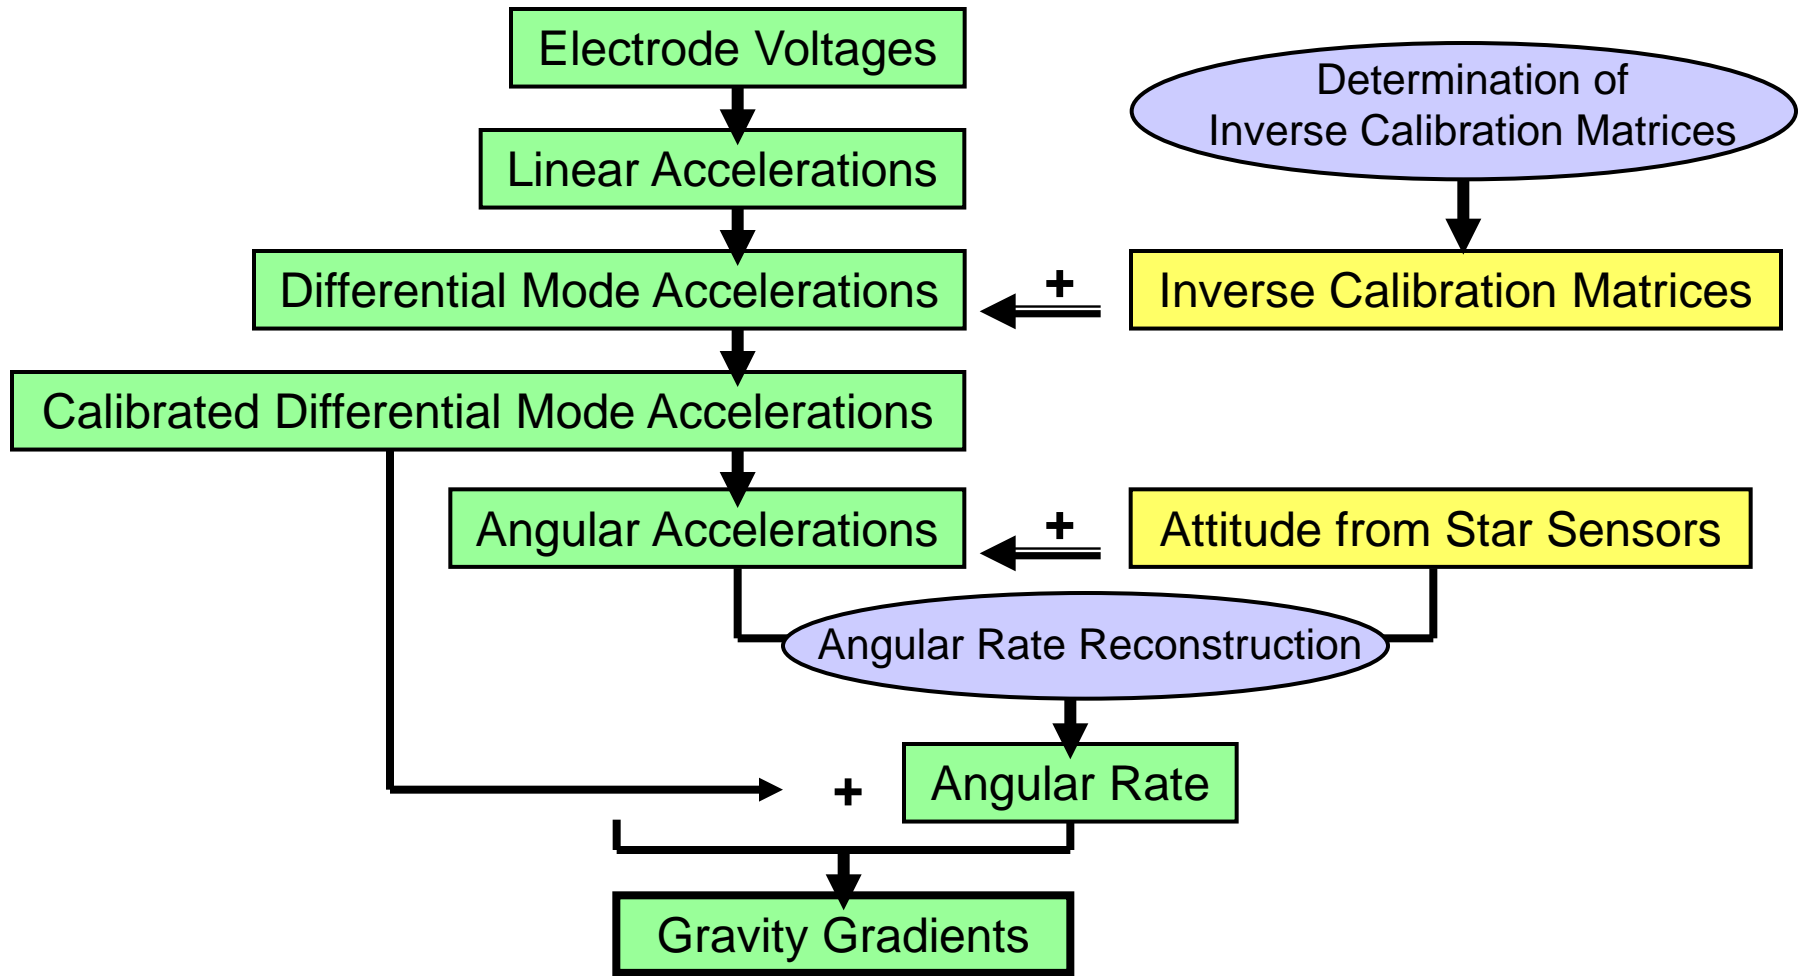 Electrode Voltages
Determination of
Inverse Calibration Matrices
Linear Accelerations
Differential Mode Accelerations
+
Inverse Calibration Matrices
Calibrated Differential Mode Accelerations
Angular Accelerations
+
Attitude from Star Sensors
Angular Rate Reconstruction
+
Angular Rate
Gravity Gradients